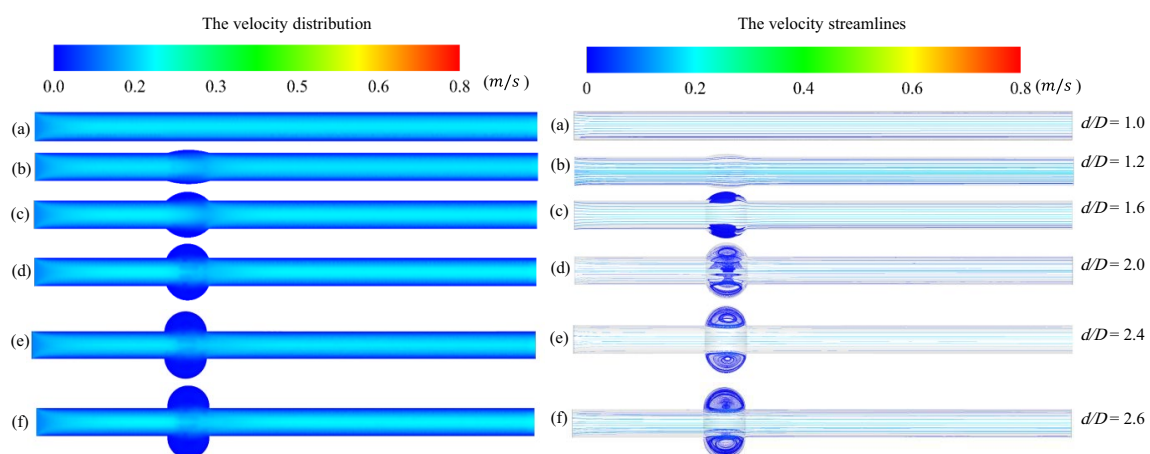 The velocity distribution
The velocity streamlines
0.0 0.2 0.3 0.5 0.6 0.8 (m/s)
0 0.2 0.4 0.6 0.8 (m/s)
(a)
(a) d/D = 1.0
(b)
(b) d/D = 1.2
(c)
(c) d/D = 1.6
(d)
(d) d/D = 2.0
(e)
(e) d/D = 2.4
(f)
(f) d/D = 2.6